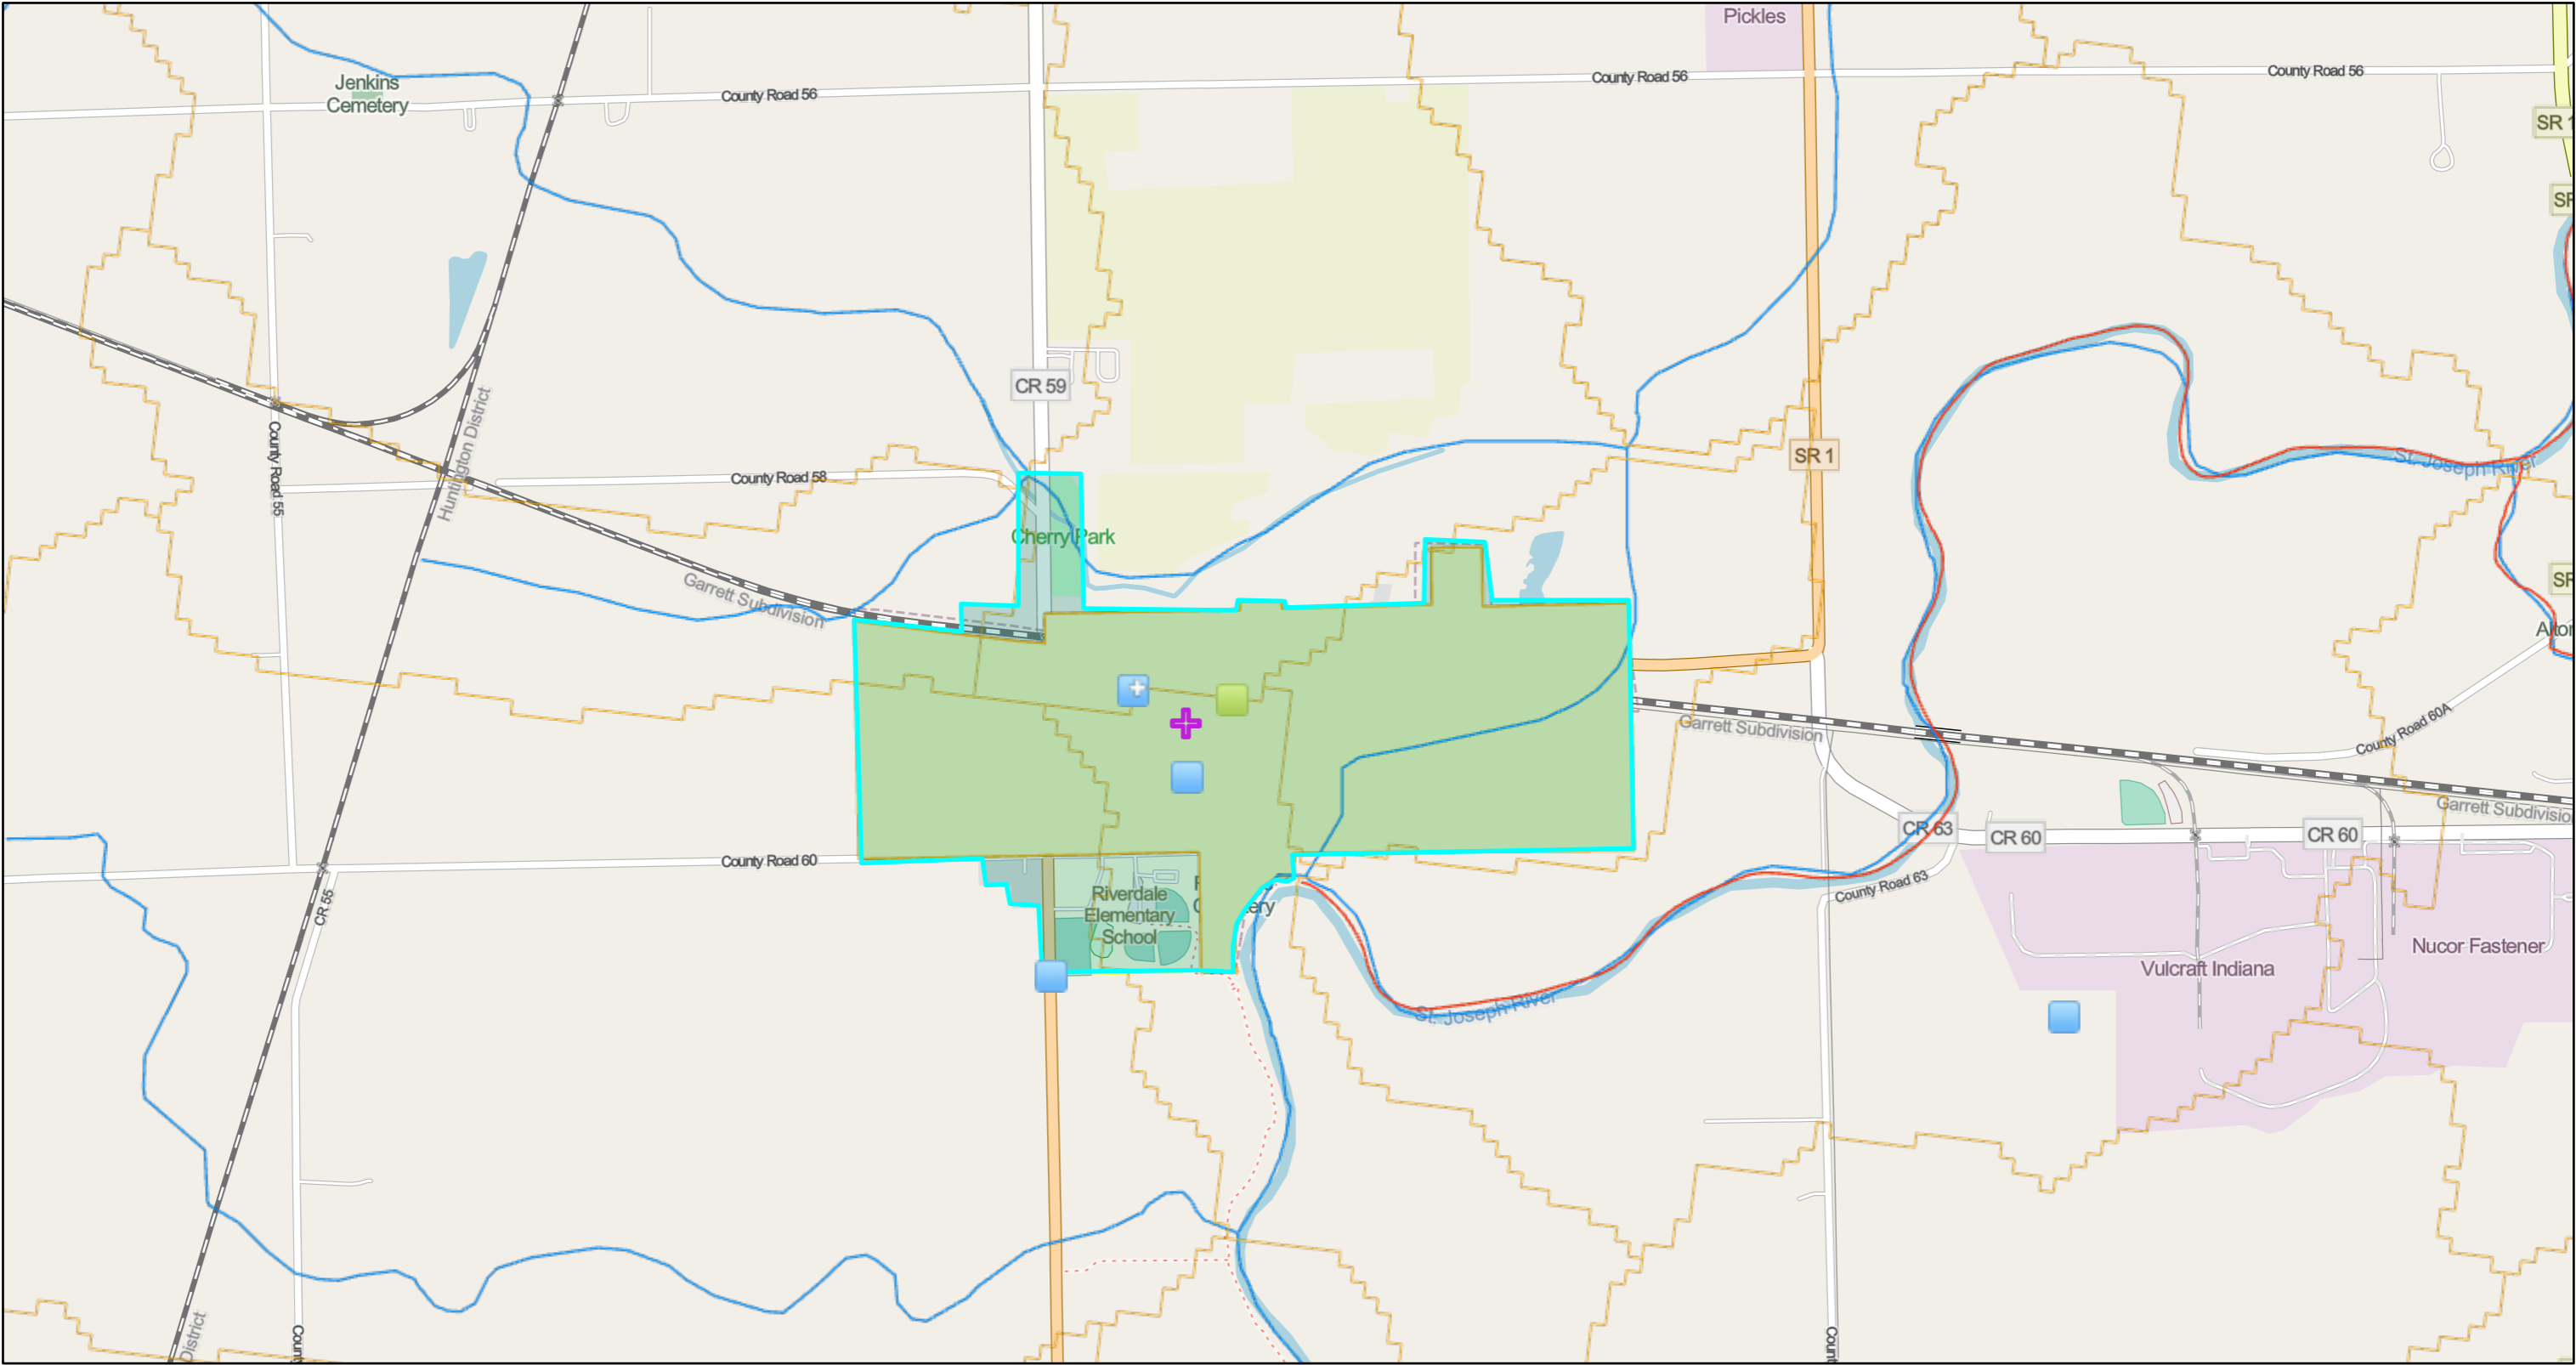 Pickles
County Road 56
County Road 56
County Road 56
Jenkins
Cemetery
SR 1
CR 59
County Road 55
Huntington District
County Road 58
SR 1
St. Joseph River
Cherry Park
Garrett Subdivision
Garrett Subdivision
County Road 60A
Garrett Subdivision
CR 63
CR 60
CR 60
County Road 60
County Road 63
CR 55
Riverdale
Elementary
School
Nucor Fastener
Vulcraft Indiana
St. Joseph River
District